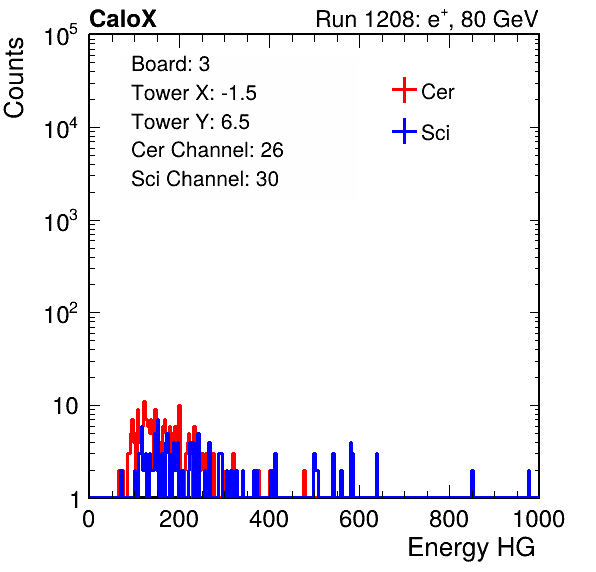 CaloX Run 1208: e⁺, 80 GeV
Counts
10⁵
10⁴
10³
10²
10
1
Board: 3
Tower X: -1.5
Tower Y: 6.5
Cer Channel: 26
Sci Channel: 30
Cer
Sci
0 200 400 600 800 1000
Energy HG